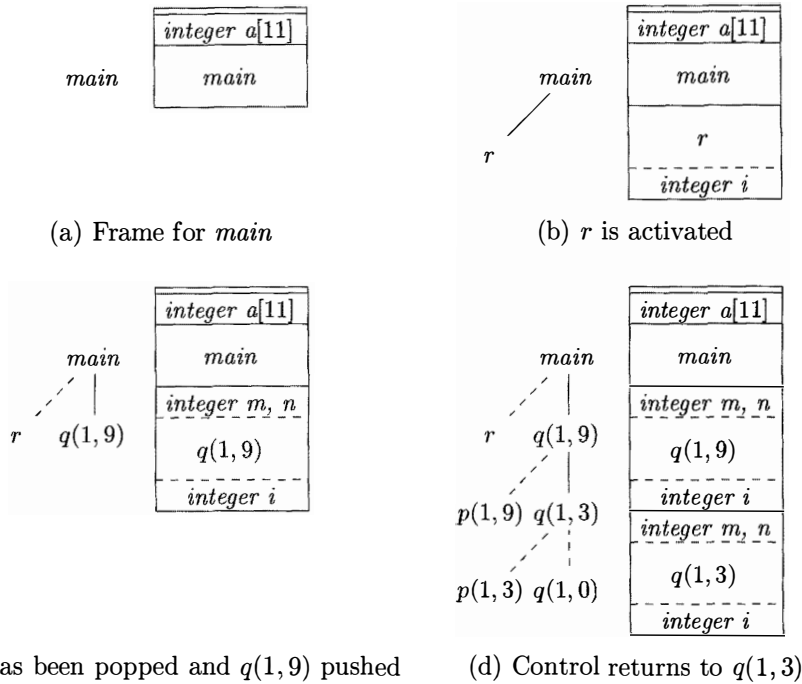 integer a[11]
main
main
(a) Frame for main
integer a[11]
main
main
r
r
integer i
(b) r is activated
integer a[11]
main
main
integer m, n
r
q(1, 9)
q(1, 9)
integer i
as been popped and q(1, 9) pushed
integer a[11]
main
main
integer m, n
r
q(1, 9)
q(1, 9)
integer i
p(1, 9) q(1, 3)
integer m, n
q(1, 3)
p(1, 3) q(1, 0)
integer i
(d) Control returns to q(1, 3)